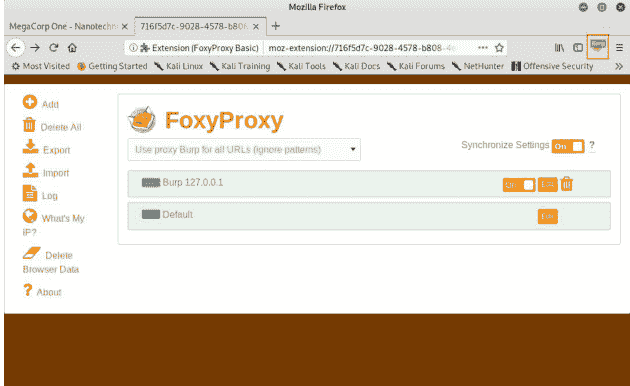 Mozilla Firefox
MegaCorp One - Nanotechn × 716f5d7c-9028-4578-b808 × +
Extension (FoxyProxy Basic) moz-extension://716f5d7c-9028-4578-b808-4
Most Visited Getting Started Kali Linux Kali Training Kali Tools Kali Docs Kali Forums NetHunter Offensive Security »
Add
Delete All
Export
Import
Log
What's My
IP?
Delete
Browser Data
? About
FoxyProxy
Use proxy Burp for all URLs (ignore patterns)
Synchronize Settings On ?
Burp 127.0.0.1 On Edit
Default Edit